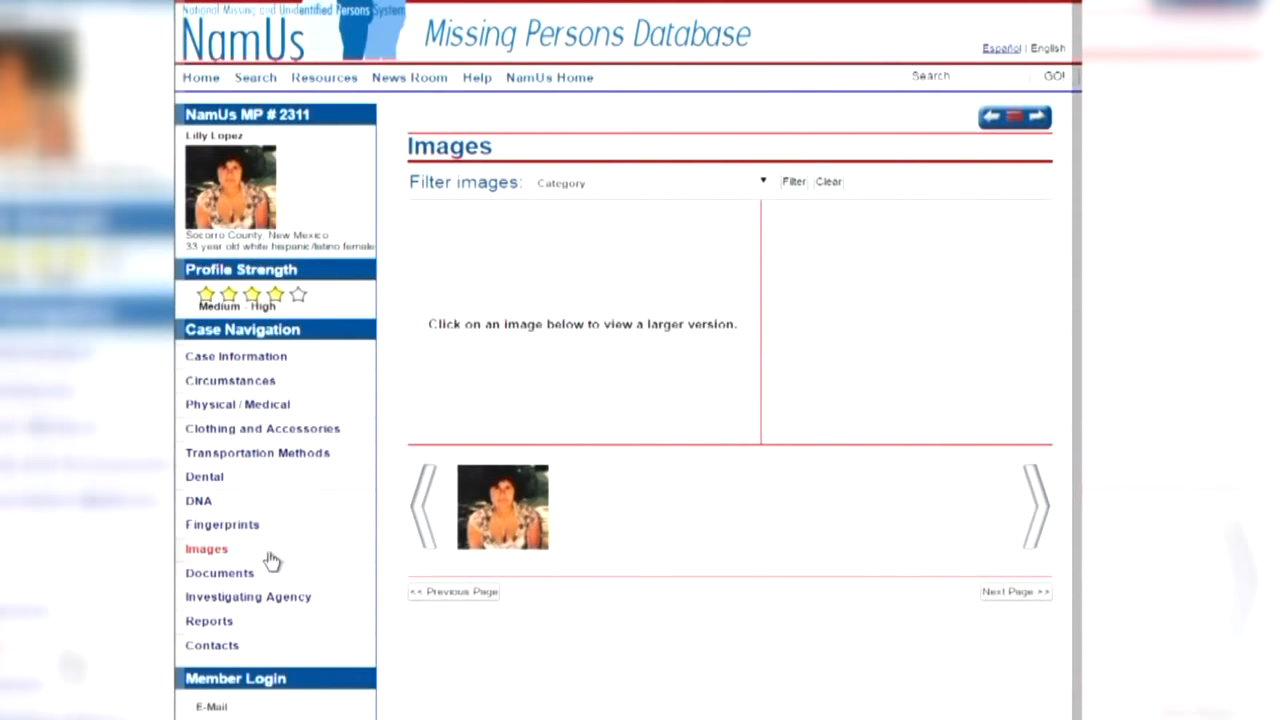 National Missing and Unidentified Persons System
NamUs
Missing Persons Database
Español | English
Home Search Resources News Room Help NamUs Home
Search GO!
NamUs MP # 2311
Lilly Lopez
Socorro County, New Mexico
33 year old white hispanic/latino female
Profile Strength
Medium - High
Case Navigation
Case Information
Circumstances
Physical / Medical
Clothing and Accessories
Transportation Methods
Dental
DNA
Fingerprints
Images
Documents
Investigating Agency
Reports
Contacts
Member Login
E-Mail
Images
Filter images: Category Filter Clear
Click on an image below to view a larger version.
<< Previous Page Next Page >>